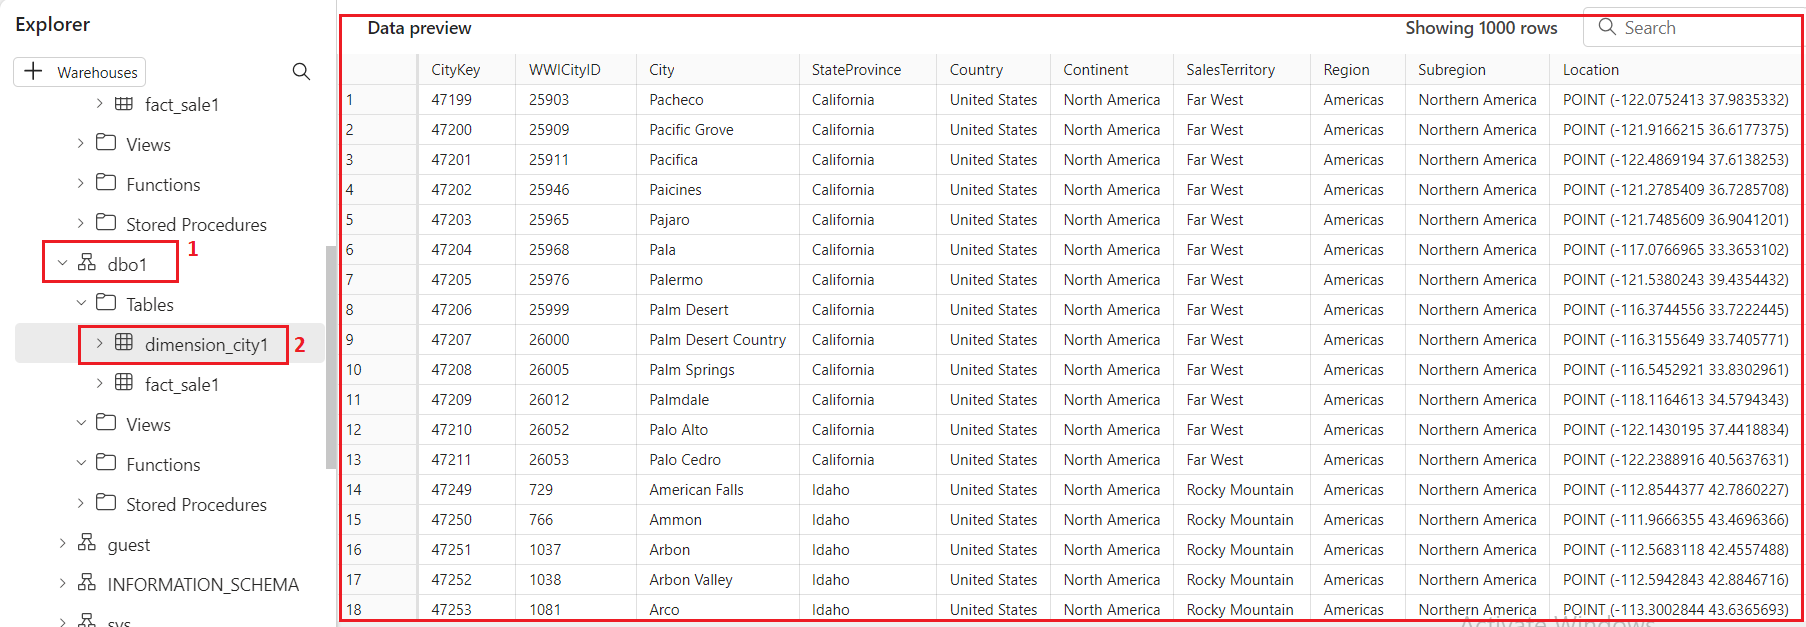 Explorer
Warehouses
fact_sale1
Views
Functions
Stored Procedures
dbo1
1
Tables
dimension_city1
2
fact_sale1
Views
Functions
Stored Procedures
guest
INFORMATION_SCHEMA
sys
Data preview Showing 1000 rows Search
CityKey WWICityID City StateProvince Country Continent SalesTerritory Region Subregion Location
1 47199 25903 Pacheco California United States North America Far West Americas Northern America POINT (-122.0752413 37.9835332)
2 47200 25909 Pacific Grove California United States North America Far West Americas Northern America POINT (-121.9166215 36.6177375)
3 47201 25911 Pacifica California United States North America Far West Americas Northern America POINT (-122.4869194 37.6138253)
4 47202 25946 Paicines California United States North America Far West Americas Northern America POINT (-121.2785409 36.7285708)
5 47203 25965 Pajaro California United States North America Far West Americas Northern America POINT (-121.7485609 36.9041201)
6 47204 25968 Pala California United States North America Far West Americas Northern America POINT (-117.0766965 33.3653102)
7 47205 25976 Palermo California United States North America Far West Americas Northern America POINT (-121.5380243 39.4354432)
8 47206 25999 Palm Desert California United States North America Far West Americas Northern America POINT (-116.3744556 33.7222445)
9 47207 26000 Palm Desert Country California United States North America Far West Americas Northern America POINT (-116.3155649 33.7405771)
10 47208 26005 Palm Springs California United States North America Far West Americas Northern America POINT (-116.5452921 33.8302961)
11 47209 26012 Palmdale California United States North America Far West Americas Northern America POINT (-118.1164613 34.5794343)
12 47210 26052 Palo Alto California United States North America Far West Americas Northern America POINT (-122.1430195 37.4418834)
13 47211 26053 Palo Cedro California United States North America Far West Americas Northern America POINT (-122.2388916 40.5637631)
14 47249 729 American Falls Idaho United States North America Rocky Mountain Americas Northern America POINT (-112.8544377 42.7860227)
15 47250 766 Ammon Idaho United States North America Rocky Mountain Americas Northern America POINT (-111.9666355 43.4696366)
16 47251 1037 Arbon Idaho United States North America Rocky Mountain Americas Northern America POINT (-112.5683118 42.4557488)
17 47252 1038 Arbon Valley Idaho United States North America Rocky Mountain Americas Northern America POINT (-112.5942843 42.8846716)
18 47253 1081 Arco Idaho United States North America Rocky Mountain Americas Northern America POINT (-113.3002844 43.6365693)
Activate Windows